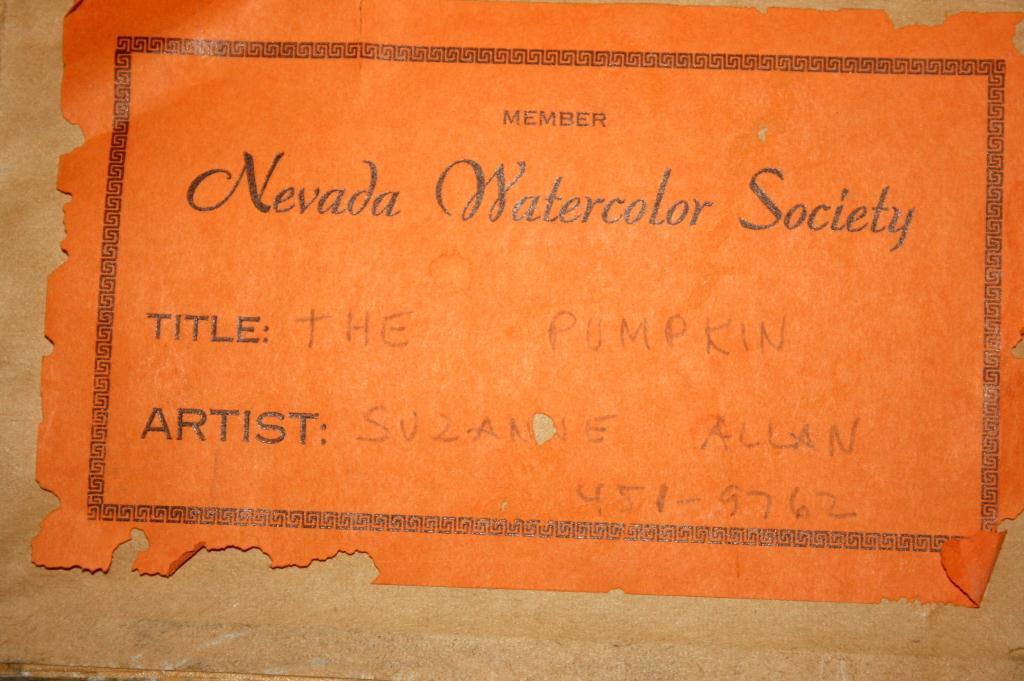 MEMBER
Nevada Watercolor Society
TITLE: THE PUMPKIN
ARTIST: SUZANNE ALLAN
451-9762